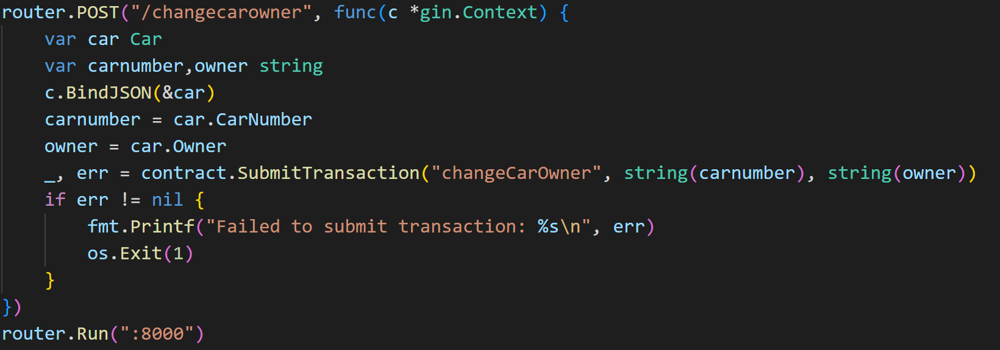 router.POST("/changecarowner", func(c *gin.Context) {
    var car Car
    var carnumber,owner string
    c.BindJSON(&car)
    carnumber = car.CarNumber
    owner = car.Owner
    _, err = contract.SubmitTransaction("changeCarOwner", string(carnumber), string(owner))
    if err != nil {
        fmt.Printf("Failed to submit transaction: %s\n", err)
        os.Exit(1)
    }
})
router.Run(":8000")